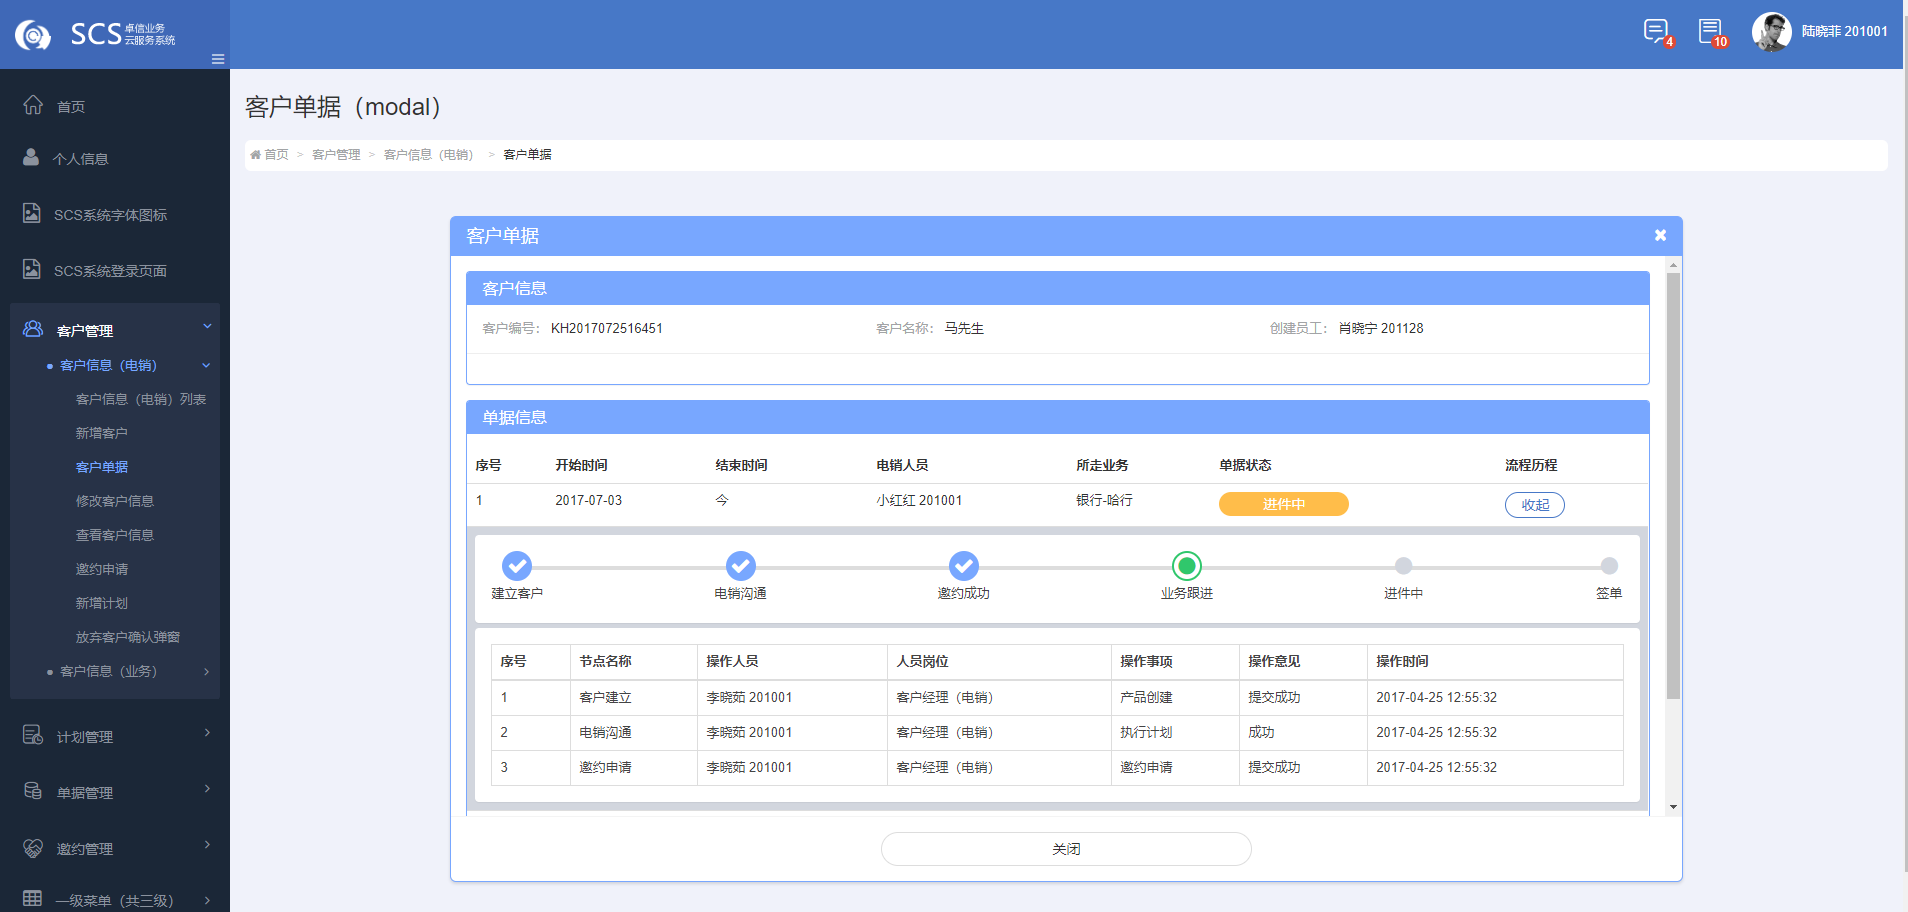 SCS 卓信业务
云服务系统
4
10
陆晓菲 201001
首页
个人信息
SCS系统字体图标
SCS系统登录页面
客户管理
客户信息（电销）
客户信息（电销）列表
新增客户
客户单据
修改客户信息
查看客户信息
邀约申请
新增计划
放弃客户确认弹窗
客户信息（业务）
计划管理
单据管理
邀约管理
一级菜单（共三级）
客户单据（modal）
首页 > 客户管理 > 客户信息（电销） > 客户单据
客户单据
客户信息
客户编号： KH2017072516451 客户名称： 马先生 创建员工： 肖晓宁 201128
单据信息
序号 开始时间 结束时间 电销人员 所走业务 单据状态 流程历程
1 2017-07-03 今 小红红 201001 银行-哈行 进件中 收起
建立客户 电销沟通 邀约成功 业务跟进 进件中 签单
序号 节点名称 操作人员 人员岗位 操作事项 操作意见 操作时间
1 客户建立 李晓茹 201001 客户经理（电销） 产品创建 提交成功 2017-04-25 12:55:32
2 电销沟通 李晓茹 201001 客户经理（电销） 执行计划 成功 2017-04-25 12:55:32
3 邀约申请 李晓茹 201001 客户经理（电销） 邀约申请 提交成功 2017-04-25 12:55:32
关闭